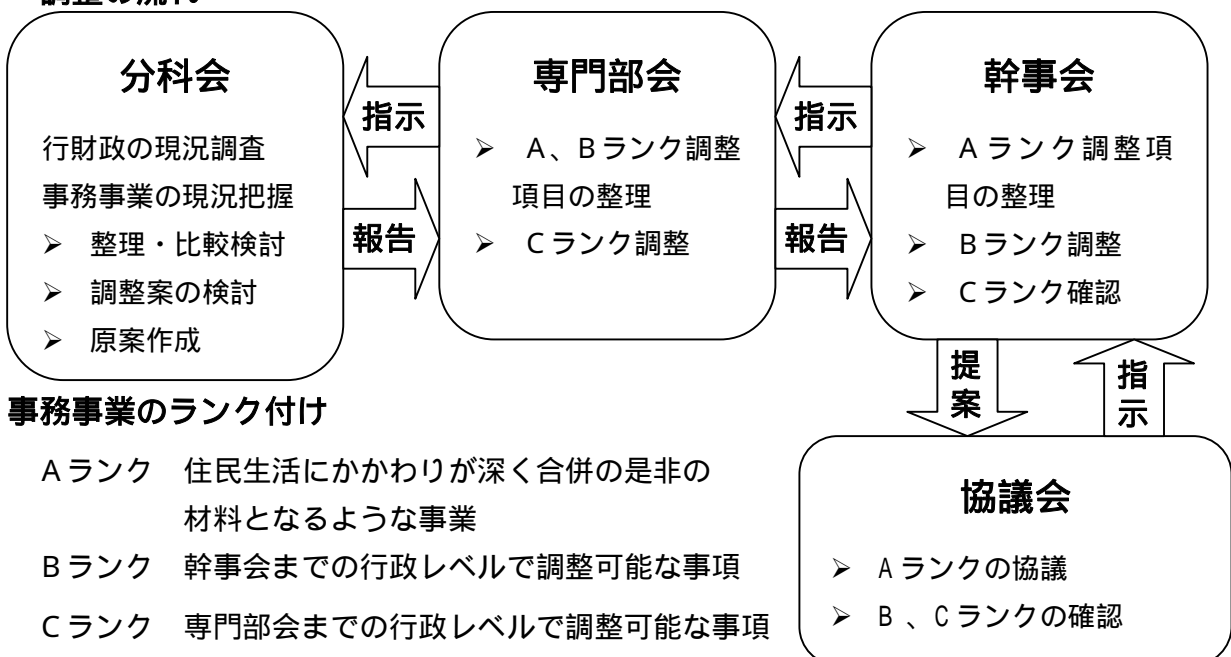 調整の流れ
分科会
行財政の現況調査
事務事業の現況把握
➢ 整理・比較検討
➢ 調整案の検討
➢ 原案作成
指示
報告
専門部会
➢ A、Bランク調整
項目の整理
➢ Cランク調整
指示
報告
幹事会
➢ Aランク調整項
目の整理
➢ Bランク調整
➢ Cランク確認
提案
指示
協議会
➢ Aランクの協議
➢ B、Cランクの確認
事務事業のランク付け
Aランク 住民生活にかかわりが深く合併の是非の
材料となるような事業
Bランク 幹事会までの行政レベルで調整可能な事項
Cランク 専門部会までの行政レベルで調整可能な事項